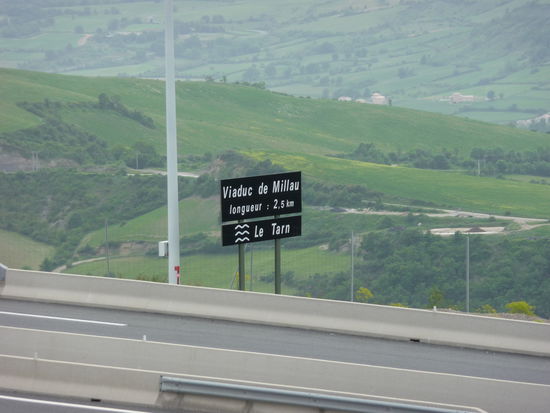 Viaduc de Millau
longueur : 2,5 km
Le Tarn